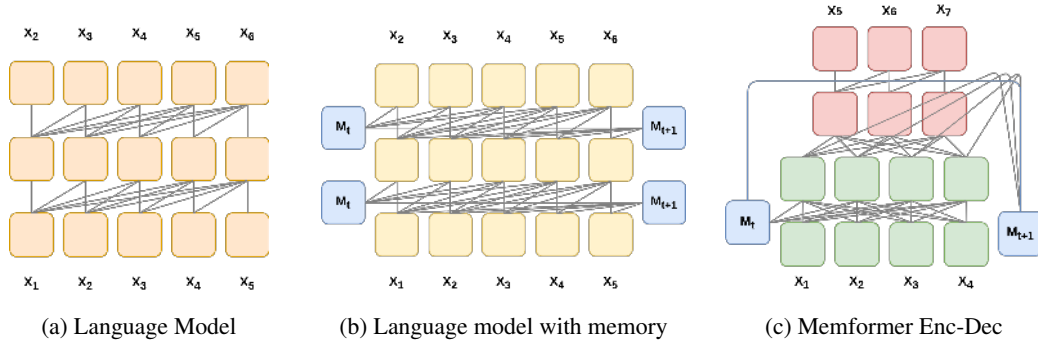 X2 X3 X4 X5 X6
Mt Mt+1
Mt Mt+1
X1 X2 X3 X4 X5
(a) Language Model
X2 X3 X4 X5 X6
X1 X2 X3 X4 X5
(b) Language model with memory
X5 X6 X7
Mt Mt+1
X1 X2 X3 X4
(c) Memformer Enc-Dec